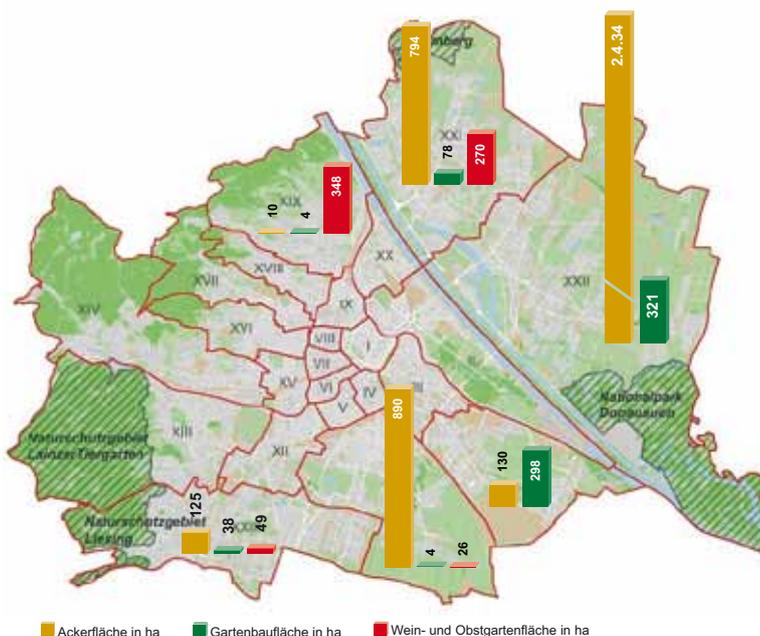 794
2.4.34
XXI
78
270
XIX
10
4
348
XX
XVIII
XVII
XXII
XIV
IX
321
XVI
VIII
I
VII
II
XV
VI
IV
III
V
890
Nationalpark
Donauauen
XIII
Naturschutzgebiet
Lainzer Tiergarten
XII
130
298
125
38
49
Naturschutzgebiet
Liesing
4
26
Ackerfläche in ha
Gartenbaufläche in ha
Wein- und Obstgartenfläche in ha